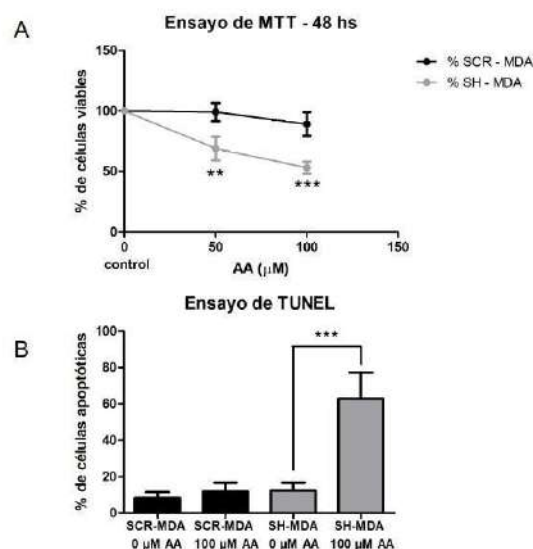 A
Ensayo de MTT - 48 hs
% SCR - MDA
% SH - MDA
% de células viables
150
100
50
0
**
***
0
50
100
150
control
AA (µM)
B
Ensayo de TUNEL
% de células apoptóticas
100
80
60
40
20
0
***
SCR-MDA
0 µM AA
SCR-MDA
100 µM AA
SH-MDA
0 µM AA
SH-MDA
100 µM AA